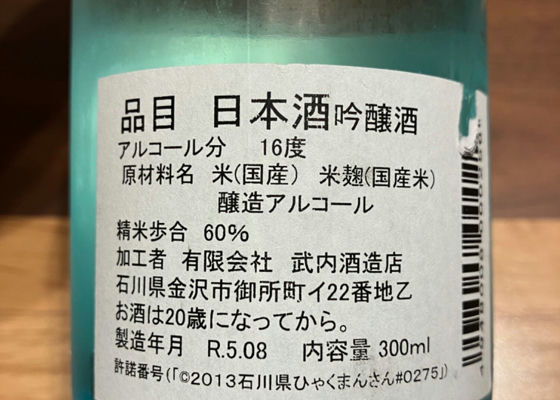 品目 日本酒吟醸酒
アルコール分 16度
原材料名 米(国産) 米麹(国産米)
醸造アルコール
精米歩合 60%
加工者 有限会社 武内酒造店
石川県金沢市御所町イ22番地乙
お酒は20歳になってから。
製造年月 R.5.08 内容量 300ml
許諾番号(「©2013石川県ひゃくまんさん#0275」)